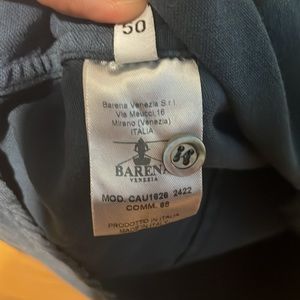 50
Barena Venezia S.r.l.
Via Meucci, 16
Mirano (Venezia)
ITALIA
BARENA
VENEZIA
MOD. CAU1626 2422
COMM. 68
PRODOTTO IN ITALIA
MADE IN ITALY